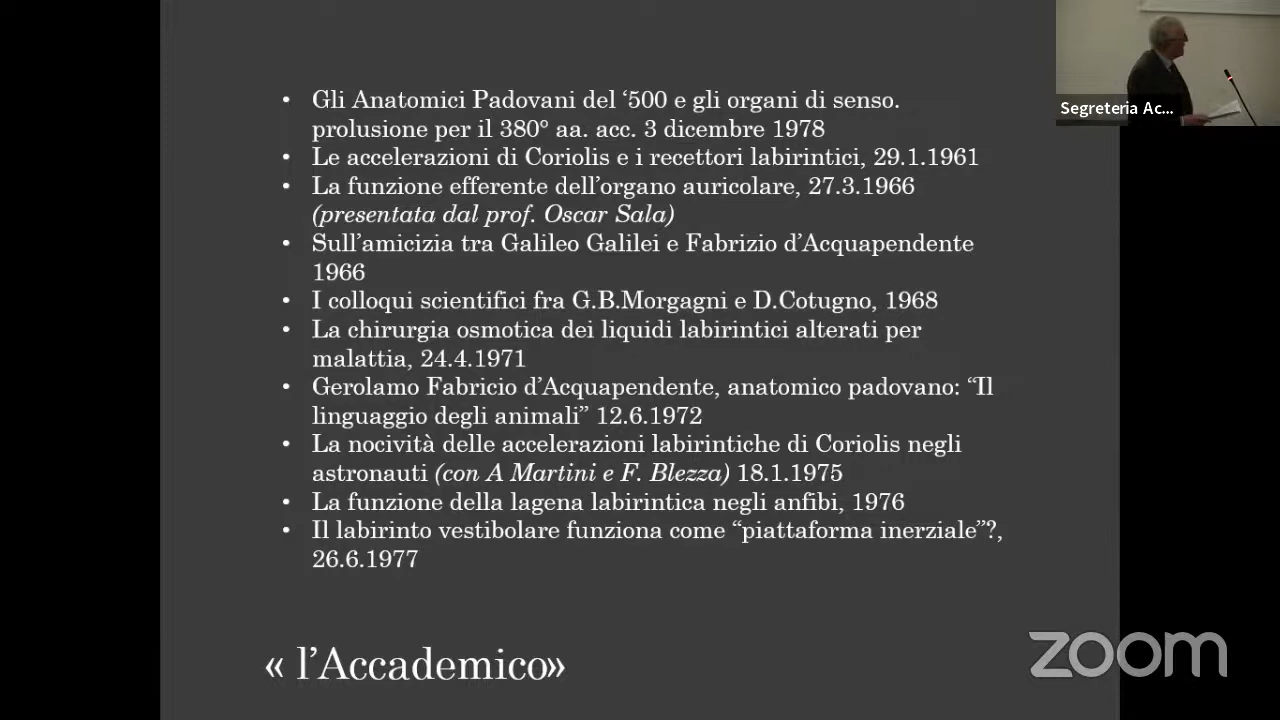 Gli Anatomici Padovani del ‘500 e gli organi di senso.
prolusione per il 380° aa. acc. 3 dicembre 1978
Le accelerazioni di Coriolis e i recettori labirintici, 29.1.1961
La funzione efferente dell’organo auricolare, 27.3.1966
(presentata dal prof. Oscar Sala)
Sull’amicizia tra Galileo Galilei e Fabrizio d’Acquapendente
1966
I colloqui scientifici fra G.B.Morgagni e D.Cotugno, 1968
La chirurgia osmotica dei liquidi labirintici alterati per
malattia, 24.4.1971
Gerolamo Fabricio d’Acquapendente, anatomico padovano: “Il
linguaggio degli animali” 12.6.1972
La nocività delle accelerazioni labirintiche di Coriolis negli
astronauti (con A Martini e F. Blezza) 18.1.1975
La funzione della lagena labirintica negli anfibi, 1976
Il labirinto vestibolare funziona come “piattaforma inerziale”?,
26.6.1977
« l’Accademico»
Segreteria Ac...
zoom